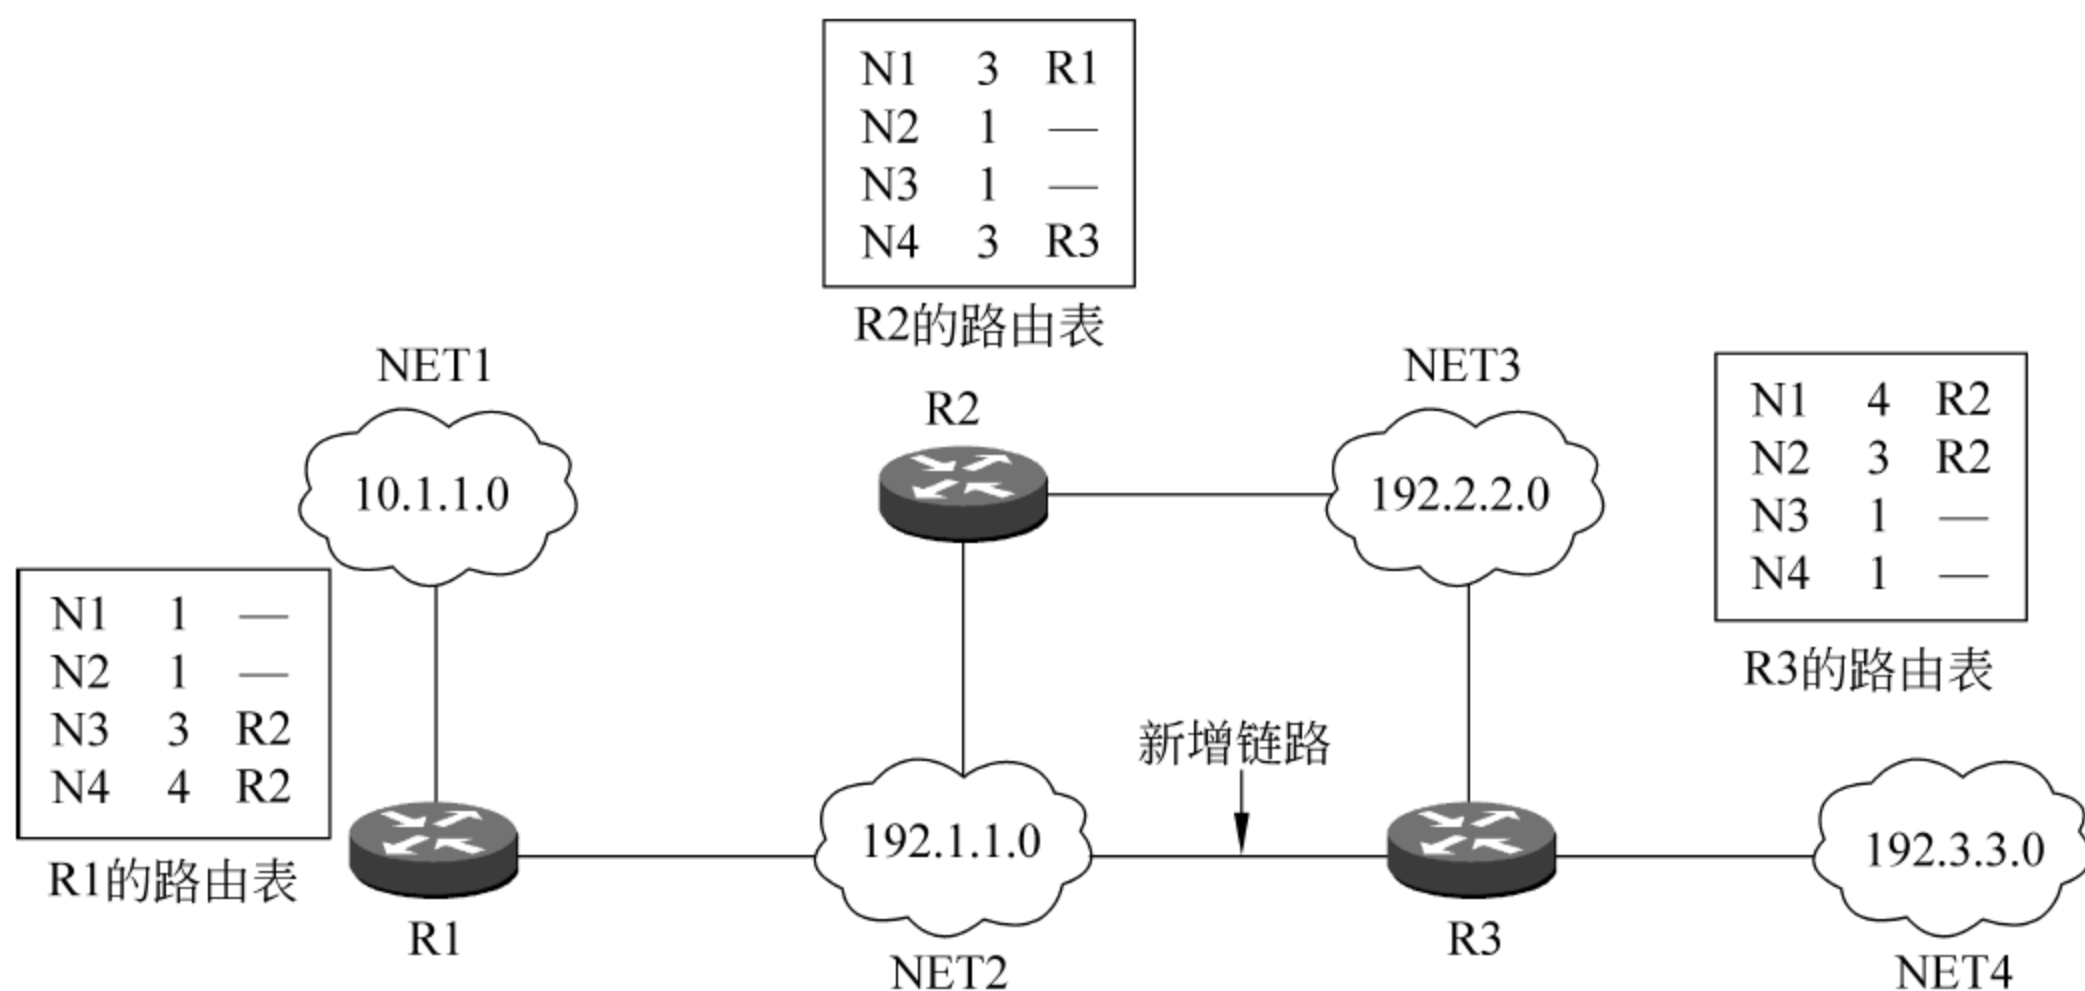 N1 3 R1
N2 1 —
N3 1 —
N4 3 R3
R2的路由表
NET1
R2
NET3
10.1.1.0
192.2.2.0
N1 4 R2
N2 3 R2
N3 1 —
N4 1 —
R3的路由表
N1 1 —
N2 1 —
N3 3 R2
N4 4 R2
R1的路由表
R1
新增链路
192.1.1.0
NET2
R3
192.3.3.0
NET4